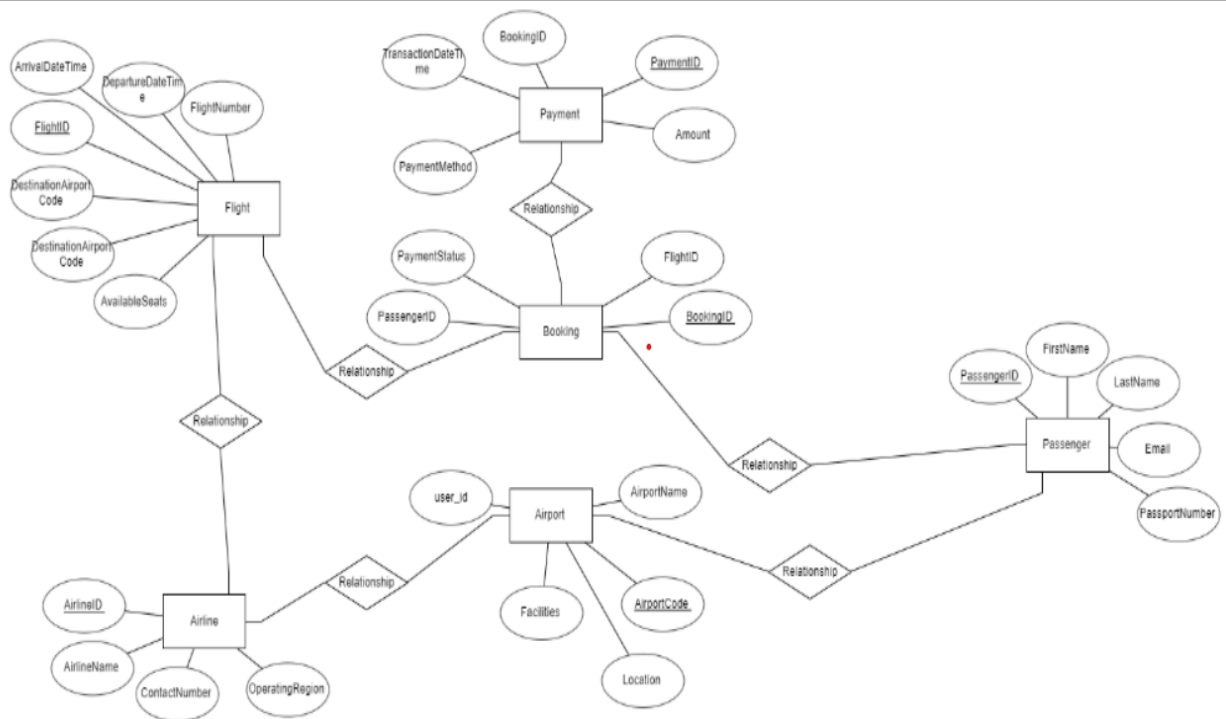 BookingID
TransactionDateTi
me
PaymentID
ArrivalDateTime
DepartureDateTim
e
FlightNumber
Payment
FlightID
Amount
PaymentMethod
DestinationAirport
Code
Flight
Relationship
DestinationAirport
Code
PaymentStatus
FlightID
AvailableSeats
PassengerID
Booking
BookingID
FirstName
Relationship
PassengerID
LastName
Relationship
Passenger
Email
Relationship
user_id
AirportName
PassportNumber
Airport
Relationship
Relationship
AirlineID
Facilities
AirportCode
Airline
AirlineName
ContactNumber
OperatingRegion
Location